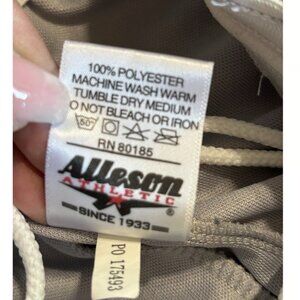 100% POLYESTER
MACHINE WASH WARM
TUMBLE DRY MEDIUM
DO NOT BLEACH OR IRON
RN 80185
Alleson
ATHLETIC
SINCE 1933
PO 175493